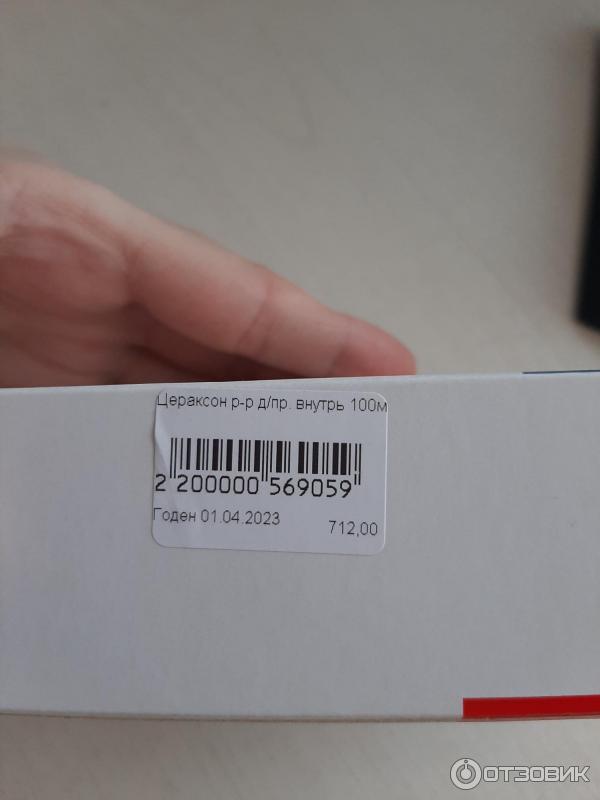 Цераксон р-р д/пр. внутрь 100м
2 200000 569059
Годен 01.04.2023
712,00
ОТЗОВИК